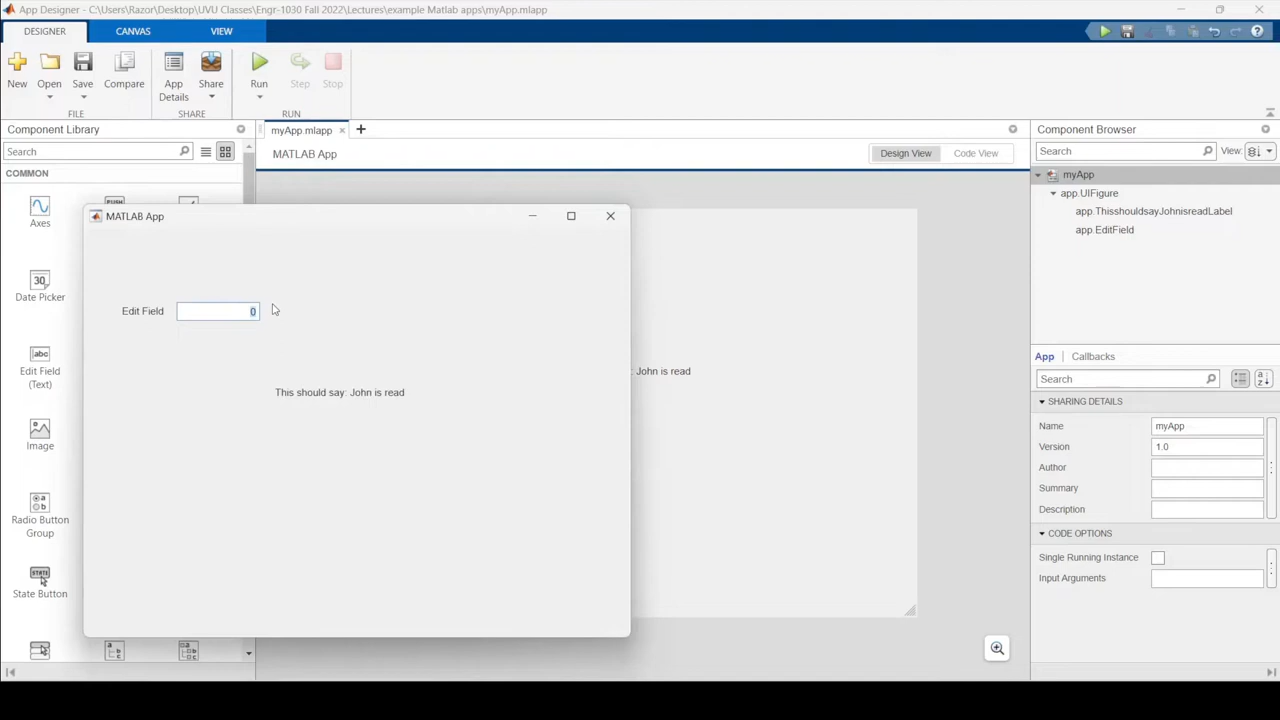 App Designer - C:\Users\Razor\Desktop\UVU Classes\Engr-1030 Fall 2022\Lectures\example Matlab apps\myApp.mlapp
DESIGNER CANVAS VIEW
New Open Save Compare App Details Share Run Step Stop
FILE SHARE RUN
Component Library
myApp.mlapp
Component Browser
Search
MATLAB App
Design View Code View
Search View:
COMMON
myApp
app.UIFigure
app.ThisshouldsayJohnisreadLabel
app.EditField
Axes
PUSH
30
Date Picker
abc
Edit Field
(Text)
Image
a
b
Radio Button
Group
STATE
State Button
a
b
c
a
b
c
MATLAB App
Edit Field 0
This should say: John is read
: John is read
App Callbacks
Search
SHARING DETAILS
Name myApp
Version 1.0
Author
Summary
Description
CODE OPTIONS
Single Running Instance
Input Arguments